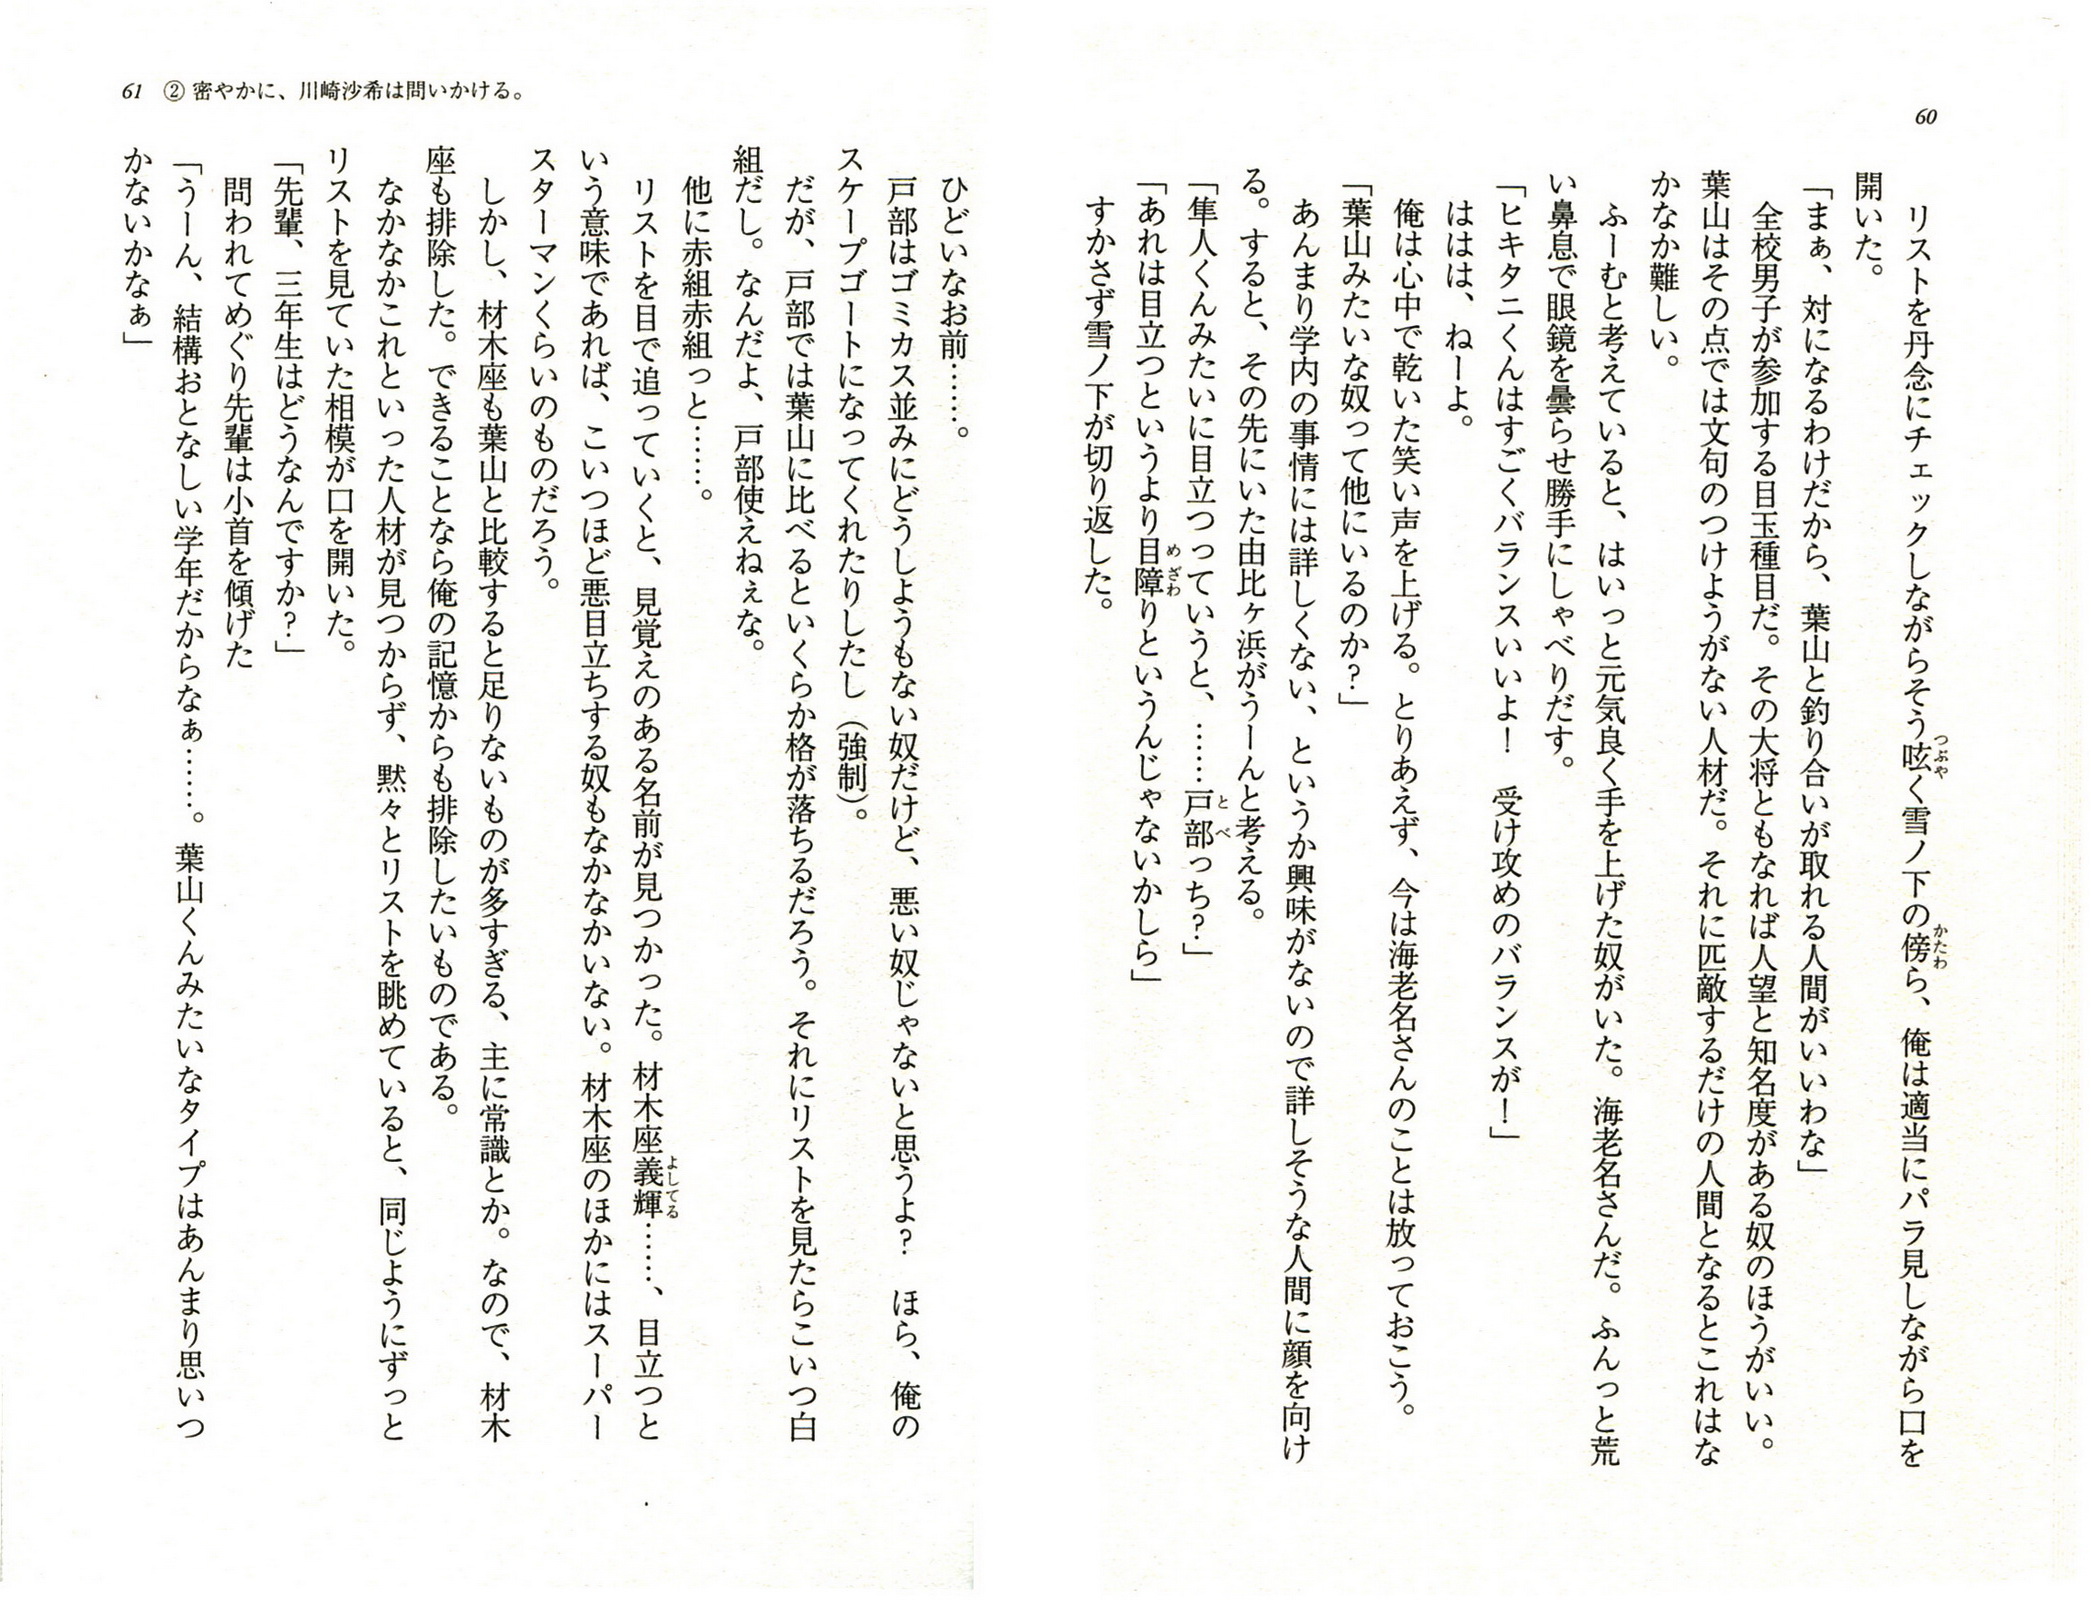 60
リストを丹念にチェックしながらそう呟く雪ノ下の傍ら、俺は適当にパラ見しながら口を
開いた。
「まぁ、対になるわけだから、葉山と釣り合いが取れる人間がいいわな」
全校男子が参加する目玉種目だ。その大将ともなれば人望と知名度がある奴のほうがいい。
葉山はその点では文句のつけようがない人材だ。それに匹敵するだけの人間となるとこれはな
かなか難しい。
ふーむと考えていると、はいっと元気良く手を上げた奴がいた。海老名さんだ。ふんっと荒
い鼻息で眼鏡を曇らせ勝手にしゃべりだす。
「ヒキタニくんはすごくバランスいいよ！　受け攻めのバランスが！」
ははは、ねーよ。
俺は心中で乾いた笑い声を上げる。とりあえず、今は海老名さんのことは放っておこう。
「葉山みたいな奴って他にいるのか？」
あんまり学内の事情には詳しくない、というか興味がないので詳しそうな人間に顔を向け
る。すると、その先にいた由比ヶ浜がうーんと考える。
「隼人くんみたいに目立つっていうと、……戸部っち？」
「あれは目立つというより目障りというんじゃないかしら」
すかさず雪ノ下が切り返した。
61　② 密やかに、川崎沙希は問いかける。
ひどいなお前……。
戸部はゴミカス並みにどうしようもない奴だけど、悪い奴じゃないと思うよ？　ほら、俺の
スケープゴートになってくれたりしたし（強制）。
だが、戸部では葉山に比べるといくらか格が落ちるだろう。それにリストを見たらこいつ白
組だし。なんだよ、戸部使えねぇな。
他に赤組赤組っと……。
リストを目で追っていくと、見覚えのある名前が見つかった。材木座義輝……、目立つと
いう意味であれば、こいつほど悪目立ちする奴もなかなかいない。材木座のほかにはスーパー
スターマンくらいのものだろう。
しかし、材木座も葉山と比較すると足りないものが多すぎる、主に常識とか。なので、材木
座も排除した。できることなら俺の記憶からも排除したいものである。
なかなかこれといった人材が見つからず、黙々とリストを眺めていると、同じようにずっと
リストを見ていた相模が口を開いた。
「先輩、三年生はどうなんですか？」
問われてめぐり先輩は小首を傾げた
「うーん、結構おとなしい学年だからなぁ……。葉山くんみたいなタイプはあんまり思いつ
かないかなぁ」